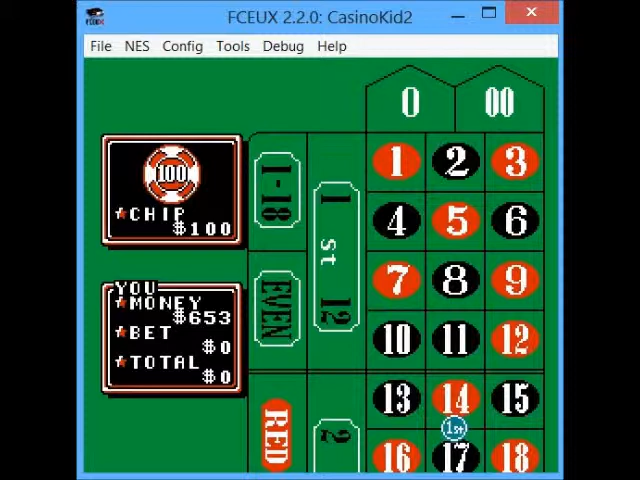 FCEUX 2.2.0: CasinoKid2
File NES Config Tools Debug Help
0 00
100
★CHIP
$100
YOU
★MONEY
$653
★BET
$0
★TOTAL
$0
1-18
EVEN
RED
1 St 12
2
1 2 3
4 5 6
7 8 9
10 11 12
13 14 15
1st
16 17 18